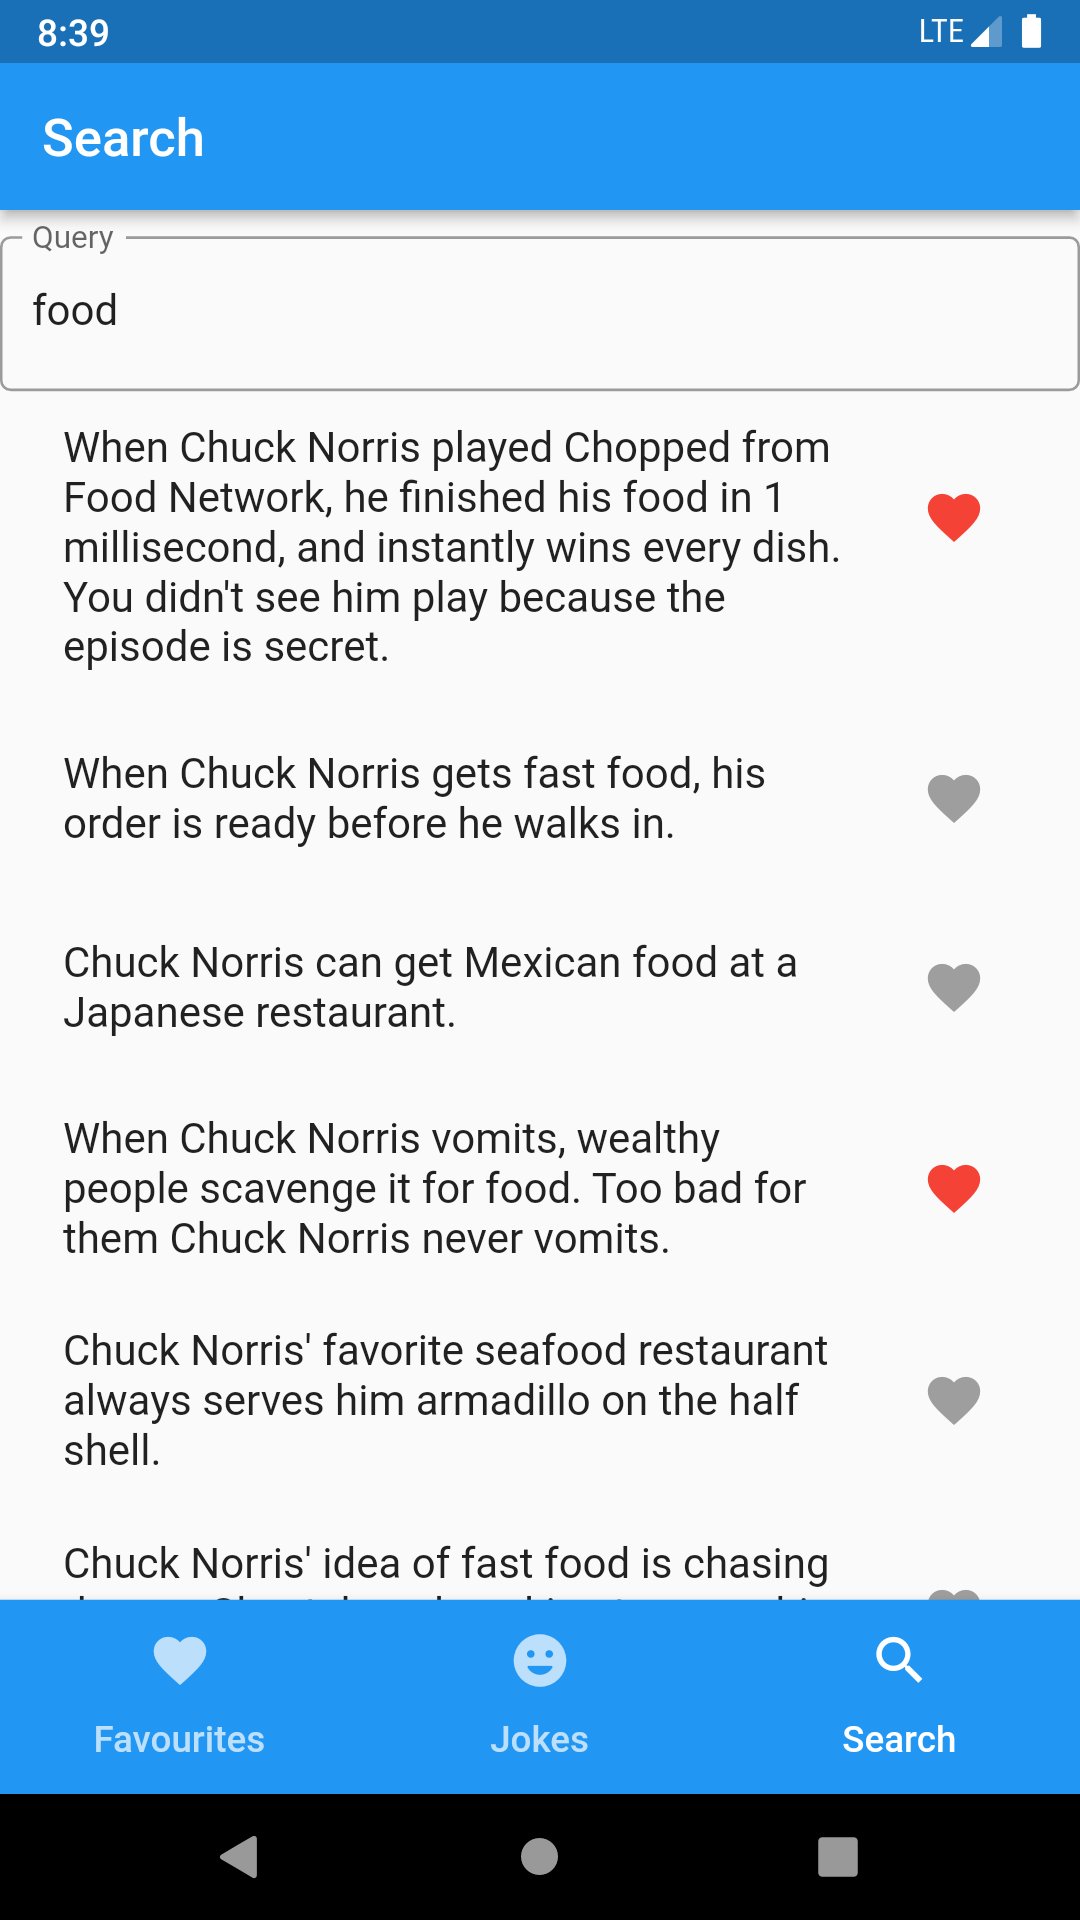 8:39
LTE
Search
Query
food
When Chuck Norris played Chopped from
Food Network, he finished his food in 1
millisecond, and instantly wins every dish.
You didn't see him play because the
episode is secret.
When Chuck Norris gets fast food, his
order is ready before he walks in.
Chuck Norris can get Mexican food at a
Japanese restaurant.
When Chuck Norris vomits, wealthy
people scavenge it for food. Too bad for
them Chuck Norris never vomits.
Chuck Norris' favorite seafood restaurant
always serves him armadillo on the half
shell.
Chuck Norris' idea of fast food is chasing
Favourites
Jokes
Search